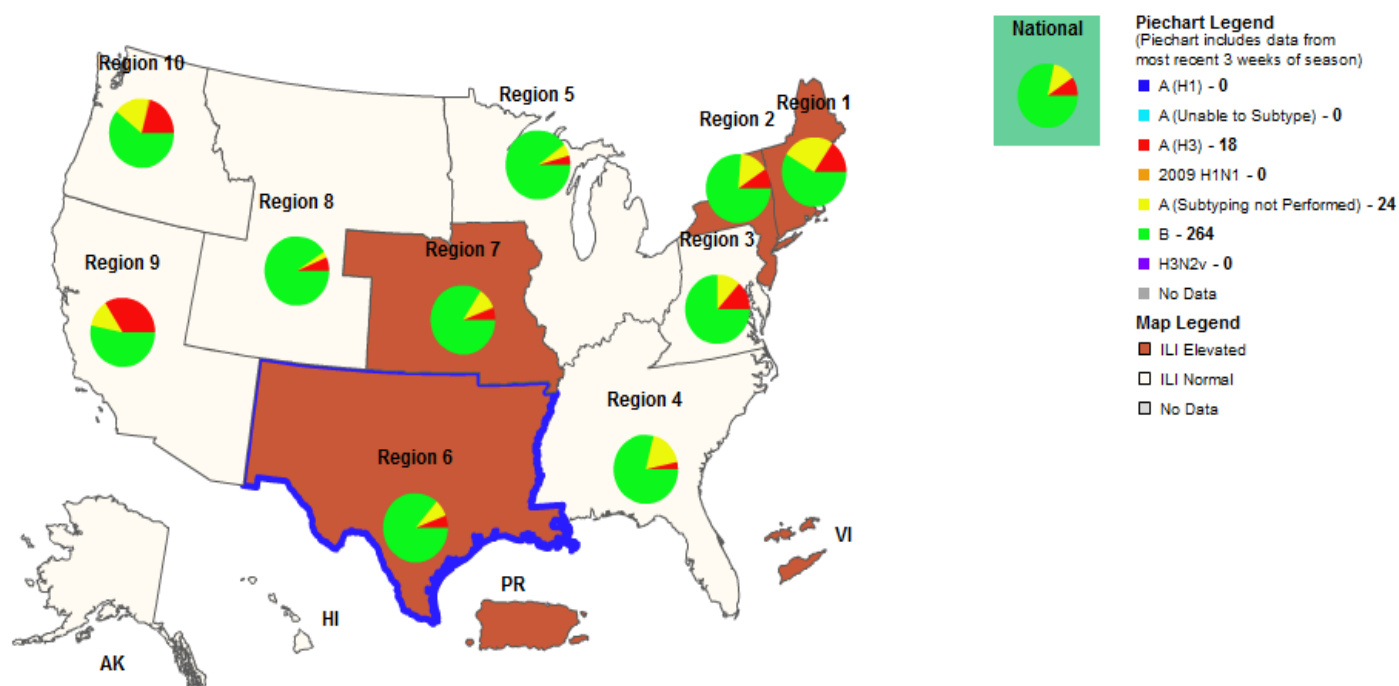 National
Piechart Legend
(Piechart includes data from
most recent 3 weeks of season)
A (H1) - 0
A (Unable to Subtype) - 0
A (H3) - 18
2009 H1N1 - 0
A (Subtyping not Performed) - 24
B - 264
H3N2v - 0
No Data
Map Legend
ILI Elevated
ILI Normal
No Data
Region 10
Region 5
Region 2
Region 1
Region 8
Region 7
Region 3
Region 9
Region 4
Region 6
VI
PR
HI
AK